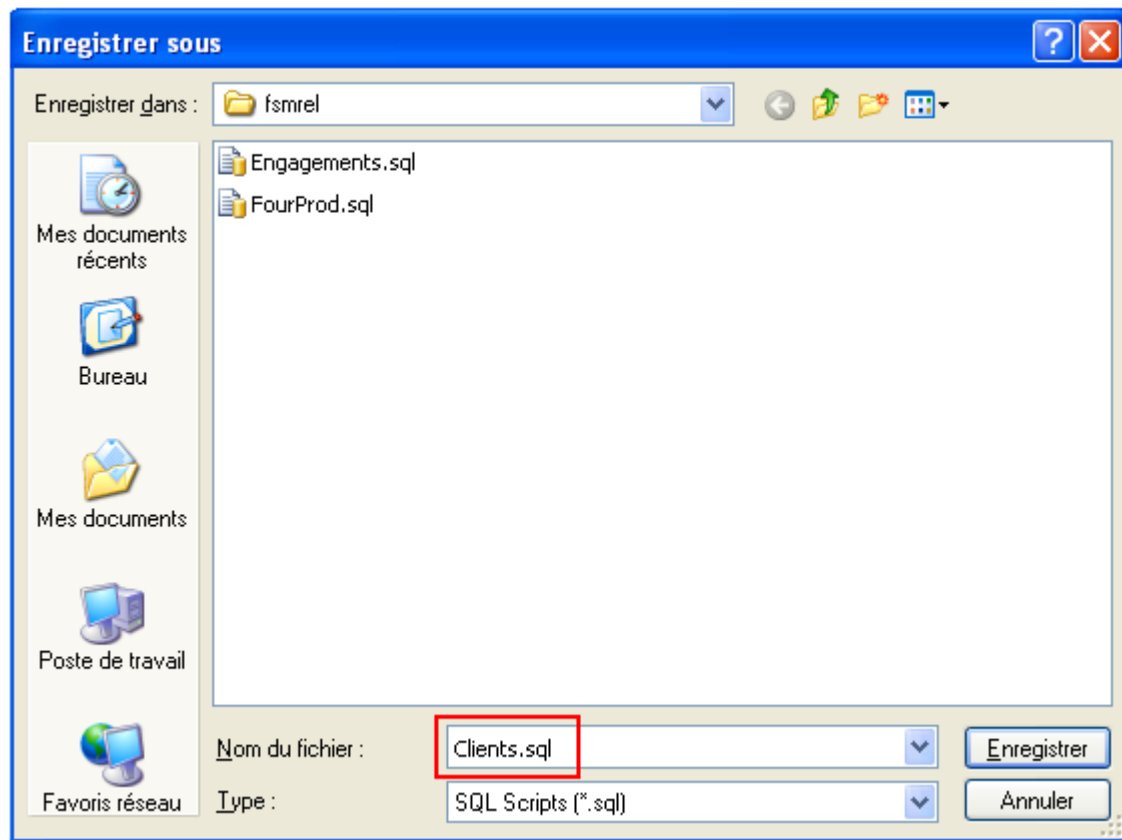 Enregistrer sous
Enregistrer dans :
fsmrel
Engagements.sql
FourProd.sql
Mes documents
récents
Bureau
Mes documents
Poste de travail
Favoris réseau
Nom du fichier :
Clients.sql
Enregistrer
Type :
SQL Scripts (*.sql)
Annuler